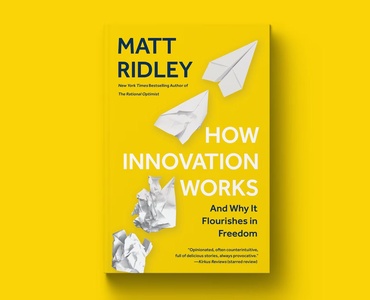 MATT
RIDLEY
New York Times Bestselling Author of
The Rational Optimist
HOW
INNOVATION
WORKS
And Why It
Flourishes in
Freedom
"Opinionated, often counterintuitive,
full of delicious stories, always provocative."
—Kirkus Reviews (starred review)